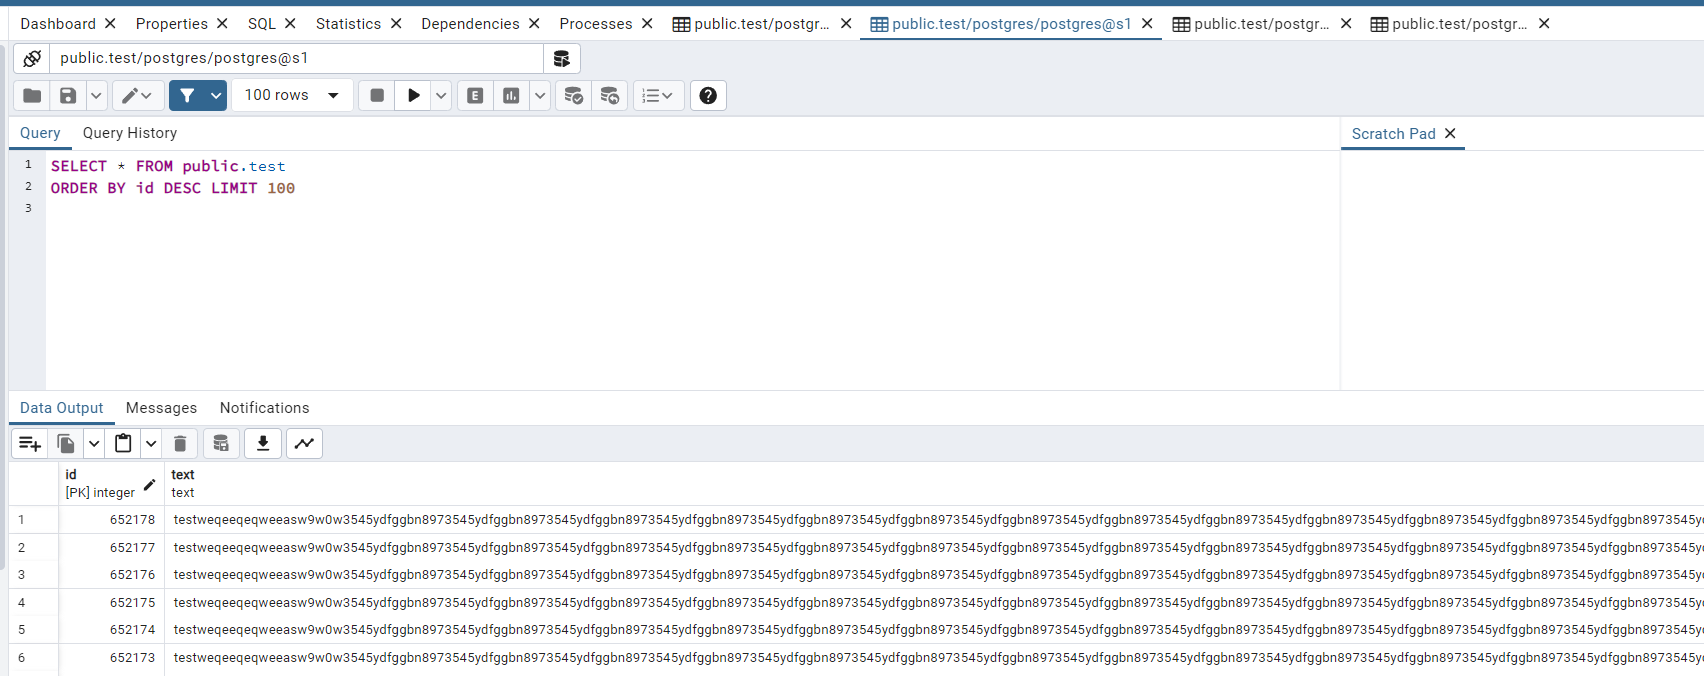 Dashboard Properties SQL Statistics Dependencies Processes public.test/postgr... public.test/postgres/postgres@s1 public.test/postgr... public.test/postgr...
public.test/postgres/postgres@s1
100 rows E ?
Query Query History Scratch Pad
1 SELECT * FROM public.test
2 ORDER BY id DESC LIMIT 100
3
Data Output Messages Notifications
id text
[PK] integer text
1 652178 testweqeeqeqweeasw9w0w3545ydfggbn8973545ydfggbn8973545ydfggbn8973545ydfggbn8973545ydfggbn8973545ydfggbn8973545ydfggbn8973545ydfggbn8973545ydfggbn8973545ydfggbn8973545ydfggbn8973545ydfggbn8973545y
2 652177 testweqeeqeqweeasw9w0w3545ydfggbn8973545ydfggbn8973545ydfggbn8973545ydfggbn8973545ydfggbn8973545ydfggbn8973545ydfggbn8973545ydfggbn8973545ydfggbn8973545ydfggbn8973545ydfggbn8973545ydfggbn8973545y
3 652176 testweqeeqeqweeasw9w0w3545ydfggbn8973545ydfggbn8973545ydfggbn8973545ydfggbn8973545ydfggbn8973545ydfggbn8973545ydfggbn8973545ydfggbn8973545ydfggbn8973545ydfggbn8973545ydfggbn8973545ydfggbn8973545y
4 652175 testweqeeqeqweeasw9w0w3545ydfggbn8973545ydfggbn8973545ydfggbn8973545ydfggbn8973545ydfggbn8973545ydfggbn8973545ydfggbn8973545ydfggbn8973545ydfggbn8973545ydfggbn8973545ydfggbn8973545ydfggbn8973545y
5 652174 testweqeeqeqweeasw9w0w3545ydfggbn8973545ydfggbn8973545ydfggbn8973545ydfggbn8973545ydfggbn8973545ydfggbn8973545ydfggbn8973545ydfggbn8973545ydfggbn8973545ydfggbn8973545ydfggbn8973545ydfggbn8973545y
6 652173 testweqeeqeqweeasw9w0w3545ydfggbn8973545ydfggbn8973545ydfggbn8973545ydfggbn8973545ydfggbn8973545ydfggbn8973545ydfggbn8973545ydfggbn8973545ydfggbn8973545ydfggbn8973545ydfggbn8973545ydfggbn8973545y